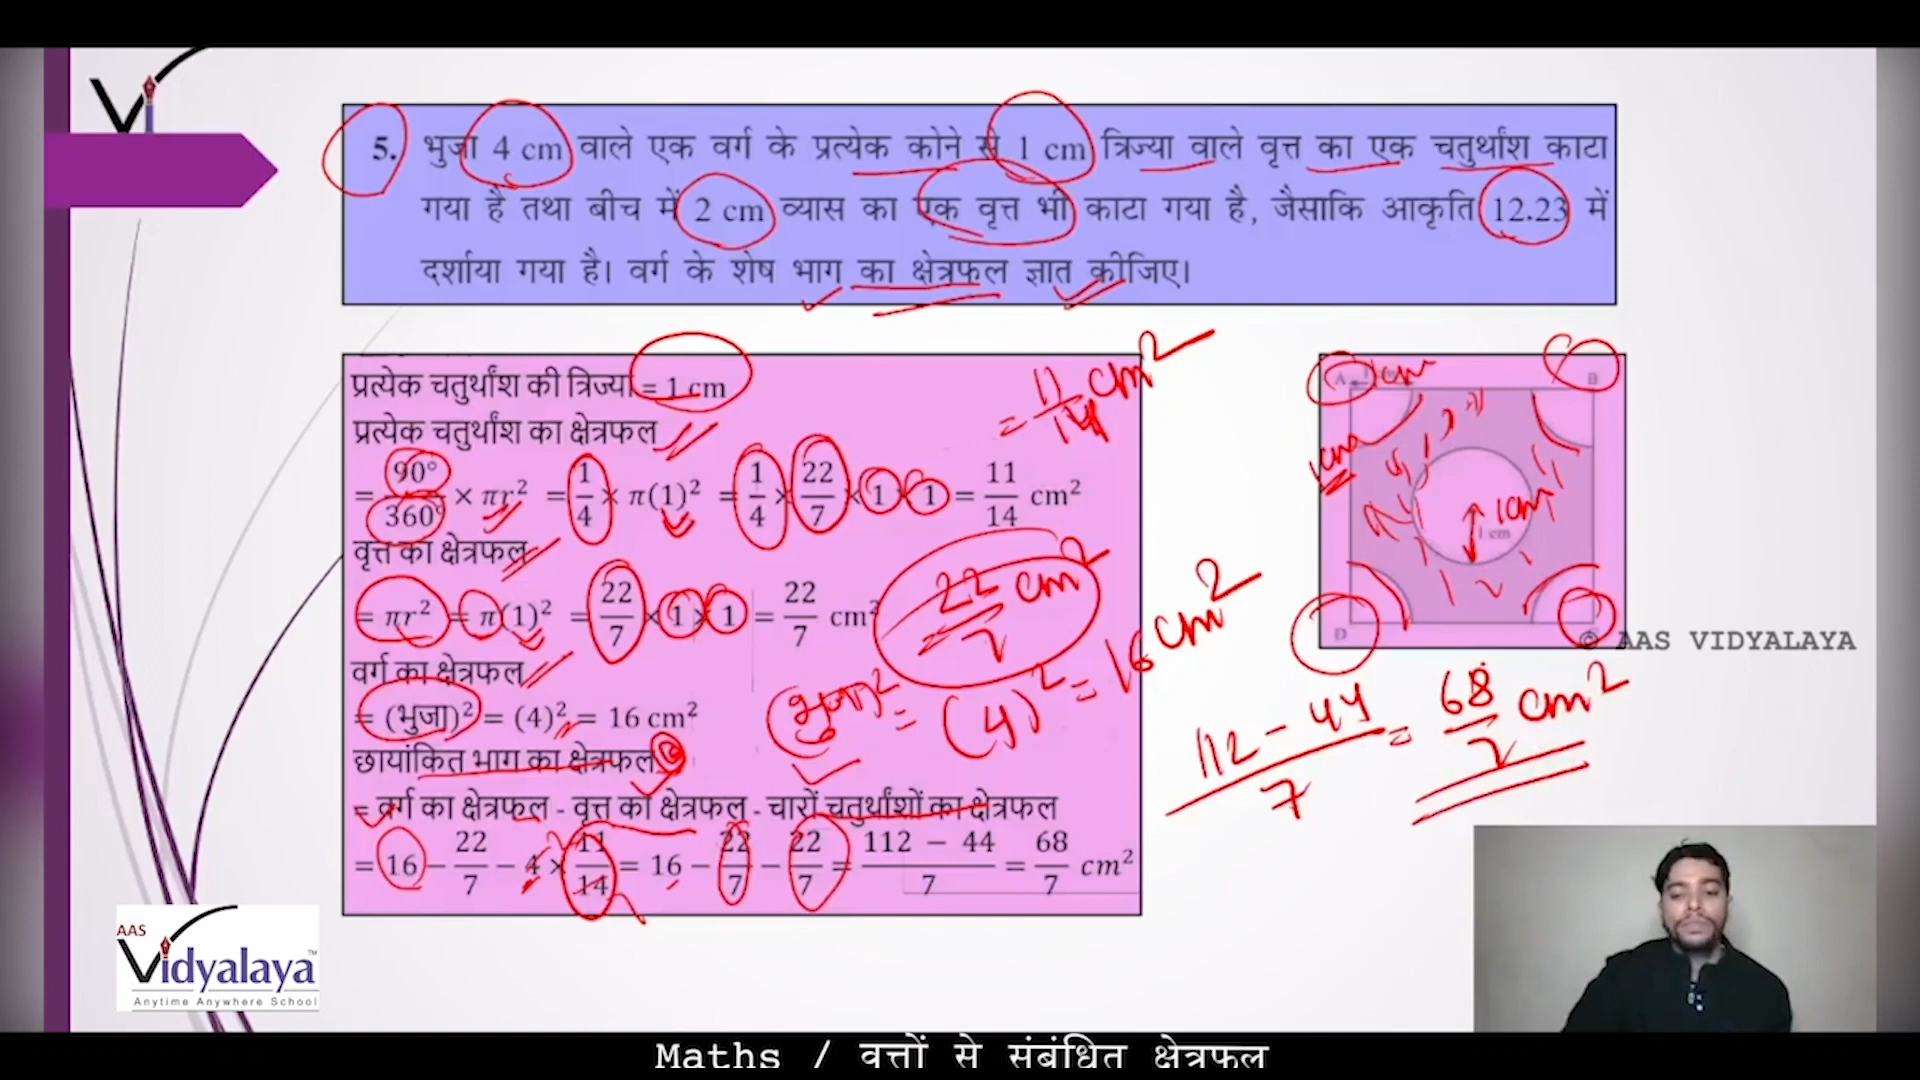 5. भुजा 4 cm वाले एक वर्ग के प्रत्येक कोने से 1 cm त्रिज्या वाले वृत्त का एक चतुर्थांश काटा
गया है तथा बीच में 2 cm व्यास का एक वृत्त भी काटा गया है, जैसाकि आकृति 12.23 में
दर्शाया गया है। वर्ग के शेष भाग का क्षेत्रफल ज्ञात कीजिए।
प्रत्येक चतुर्थांश की त्रिज्या = 1 cm
= 11/14 cm²
प्रत्येक चतुर्थांश का क्षेत्रफल
= 90°/360° × πr² = 1/4 × π(1)² = 1/4 × 22/7 × 1 × 1 = 11/14 cm²
वृत्त का क्षेत्रफल
= πr² = π(1)² = 22/7 × 1 × 1 = 22/7 cm²
22/7 cm²
वर्ग का क्षेत्रफल
= (भुजा)² = (4)² = 16 cm²
(भुजा)² = (4)² = 16 cm²
छायांकित भाग का क्षेत्रफल
= वर्ग का क्षेत्रफल - वृत्त का क्षेत्रफल - चारों चतुर्थांशों का क्षेत्रफल
= 16 - 22/7 - 4 × 11/14 = 16 - 22/7 - 22/7 = 112 - 44/7 = 68/7 cm²
A 1cm B
1cm
1cm
1 cm
D
© AAS VIDYALAYA
112 - 44/7 = 68/7 cm²
AAS
Vidyalaya™
Anytime Anywhere School
Maths / वत्तों से संबंधित क्षेत्रफल